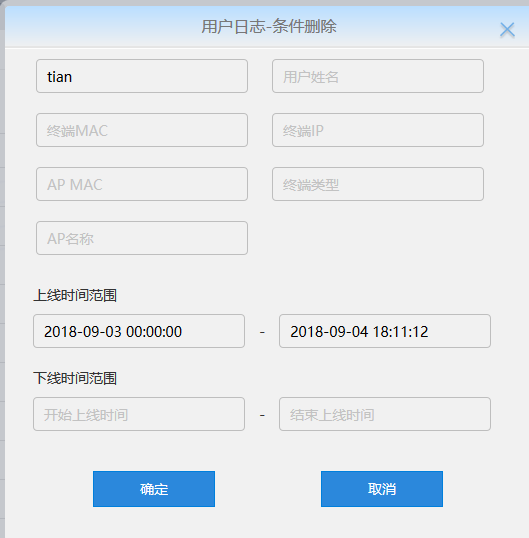 用户日志-条件删除
tian
用户姓名
终端MAC
终端IP
AP MAC
终端类型
AP名称
上线时间范围
2018-09-03 00:00:00 - 2018-09-04 18:11:12
下线时间范围
开始上线时间 - 结束上线时间
确定
取消